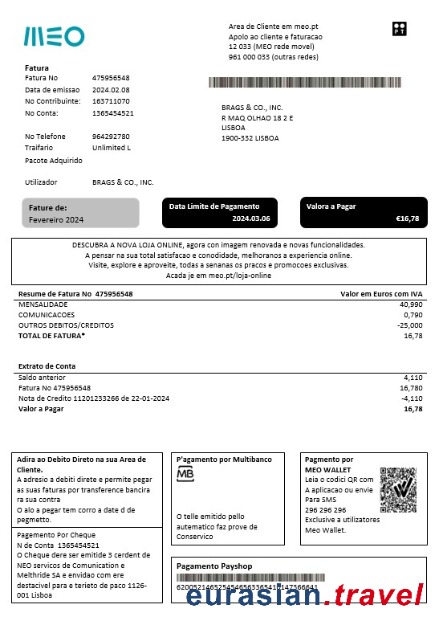 MEO
Area de Cliente em meo.pt
Apolo ao cliente e faturacao
12 033 (MEO rede movel)
961 000 033 (outras redes)
PT
Fatura
Fatura No 475956548
Data de emissao 2024.02.08
No Contribuinte: 163711070
No Conta: 1365454521
No Telefone 964292780
Traifario Unlimited L
Pacote Adquirido
Utilizador BRAGS & CO., INC.
BRAGS & CO., INC.
R MAQ OLHAO 18 2 E
LISBOA
1900-332 LISBOA
Fature de:
Fevereiro 2024
Data Limite de Pagamento
2024.03.06
Valora a Pagar
€16,78
DESCUBRA A NOVA LOJA ONLINE, agora con imagem renovada e novas funcionalidades.
A pensar na sua total satisfacao e conodidade, melhoranos a experiencia online.
Visite, explore e aproveite, todas a senanas os pracos e promocoes exclusivas.
Acada je em meo.pt/loja-online
Resume de Fatura No 475956548 Valor em Euros com IVA
MENSALIDADE 40,990
COMUNICACOES 0,790
OUTROS DEBITOS/CREDITOS -25,000
TOTAL DE FATURA* 16,78
Extrato de Conta
Saldo anterior 4,110
Fatura No 475956548 16,780
Nota de Credito 11201233266 de 22-01-2024 -4,110
Valor a Pagar 16,78
Adira ao Debito Direto na sua Area de
Cliente.
A adresio a debiti direte e permite pegar
as suas faturas por transference bancira
ra sua contra
O alo a pegar tem corro a date d de
pegmetto.
Pagamento Por Cheque
N de Conta 1365454521
O Cheque dere ser emitide 3 cerdent de
NEO servicos de Comunication e
Melthride SA e envidao com ere
destacival para e terieto de paco 1126-
001 Lisboa
P'agamento por Multibanco
MB
O telle emitido pello
automatico faz prove de
Conservico
Pagmento por
MEO WALLET
Leia o codici QR com
A aplicacao ou envie
Para SMS
296 296 296
Exclusive a utilizatores
Meo Wallet.
Pagamento Payshop
eurasian.travel